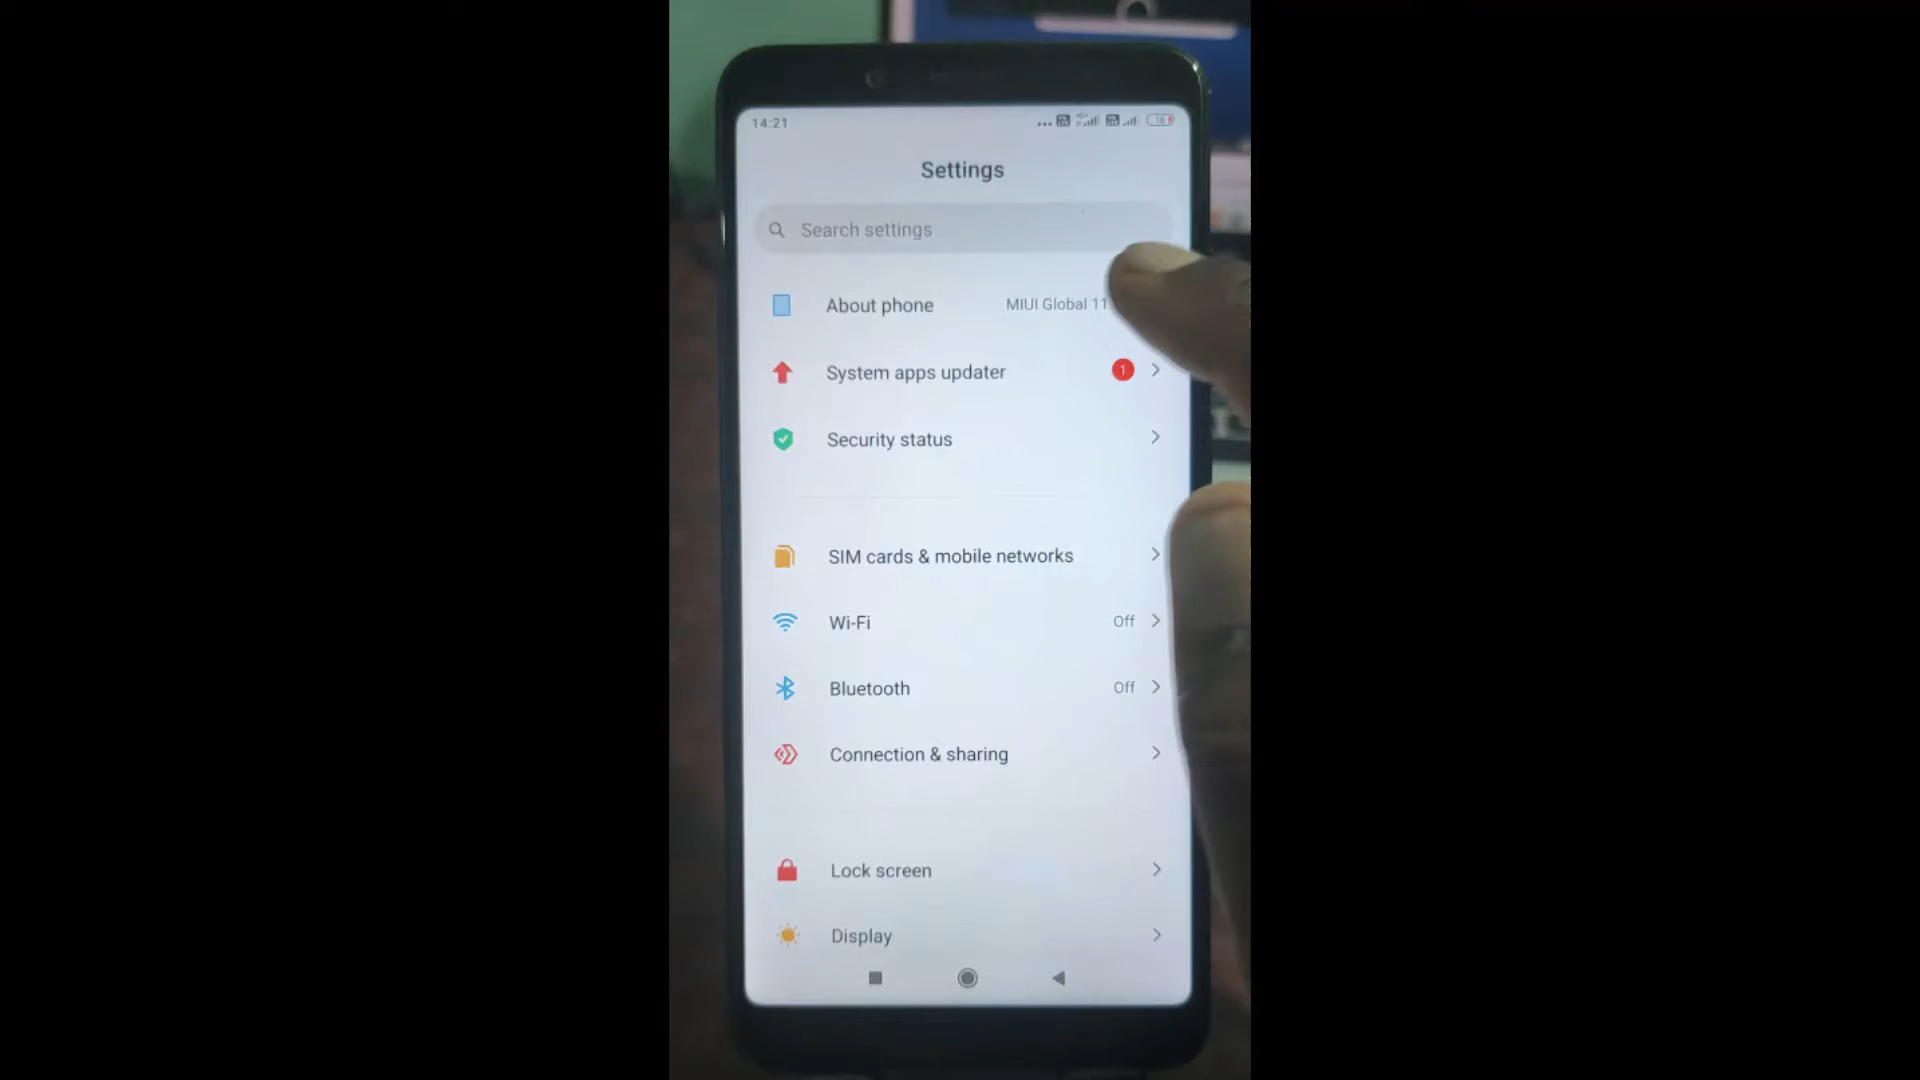 14:21
16
Settings
Search settings
About phone
MIUI Global 11
System apps updater
1
Security status
SIM cards & mobile networks
Wi-Fi
Off
Bluetooth
Off
Connection & sharing
Lock screen
Display